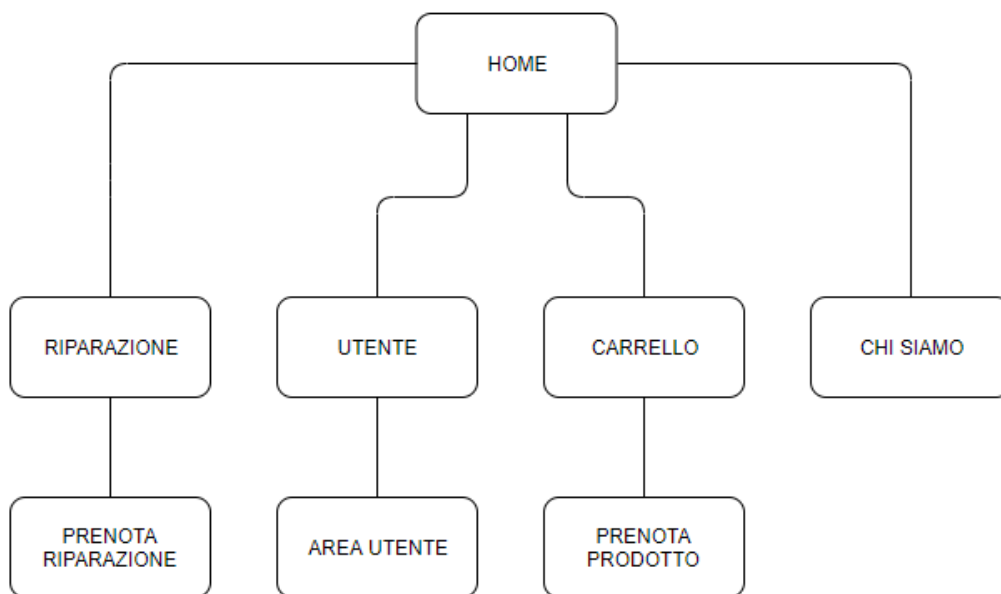 HOME
RIPARAZIONE
UTENTE
CARRELLO
CHI SIAMO
PRENOTA
RIPARAZIONE
AREA UTENTE
PRENOTA
PRODOTTO